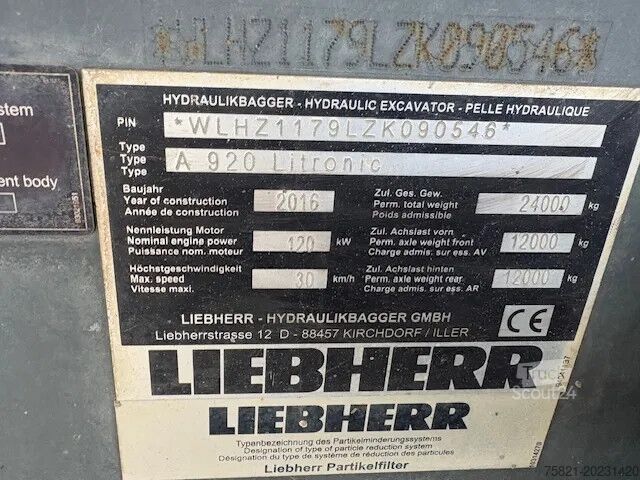 *WLHZ1179LZK090546*
stem
ent body
HYDRAULIKBAGGER - HYDRAULIC EXCAVATOR - PELLE HYDRAULIQUE
PIN *WLHZ1179LZK090546*
Type
Type A 920 Litronic
Type
Baujahr
Year of construction 2016
Année de construction
Zul. Ges. Gew.
Perm. total weight 24000 kg
Poids admissible
Nennleistung Motor
Nominal engine power 120 kW
Puissance nom. moteur
Zul. Achslast vorn
Perm. axle weight front 12000 kg
Charge admis. sur ess. AV
Höchstgeschwindigkeit
Max. speed 30 km/h
Vitesse maxi.
Zul. Achslast hinten
Perm. axle weight rear 12000 kg
Charge admis. sur ess. AR
LIEBHERR - HYDRAULIKBAGGER GMBH
Liebherrstrasse 12 D - 88457 KIRCHDORF / ILLER
CE
LIEBHERR
LIEBHERR
Typenbezeichnung des Partikelminderungssystems
Designation of type of particle reduction system
Désignation du type de système de réduction des particules
Liebherr Partikelfilter
Truck
Scout24
75821-20231420